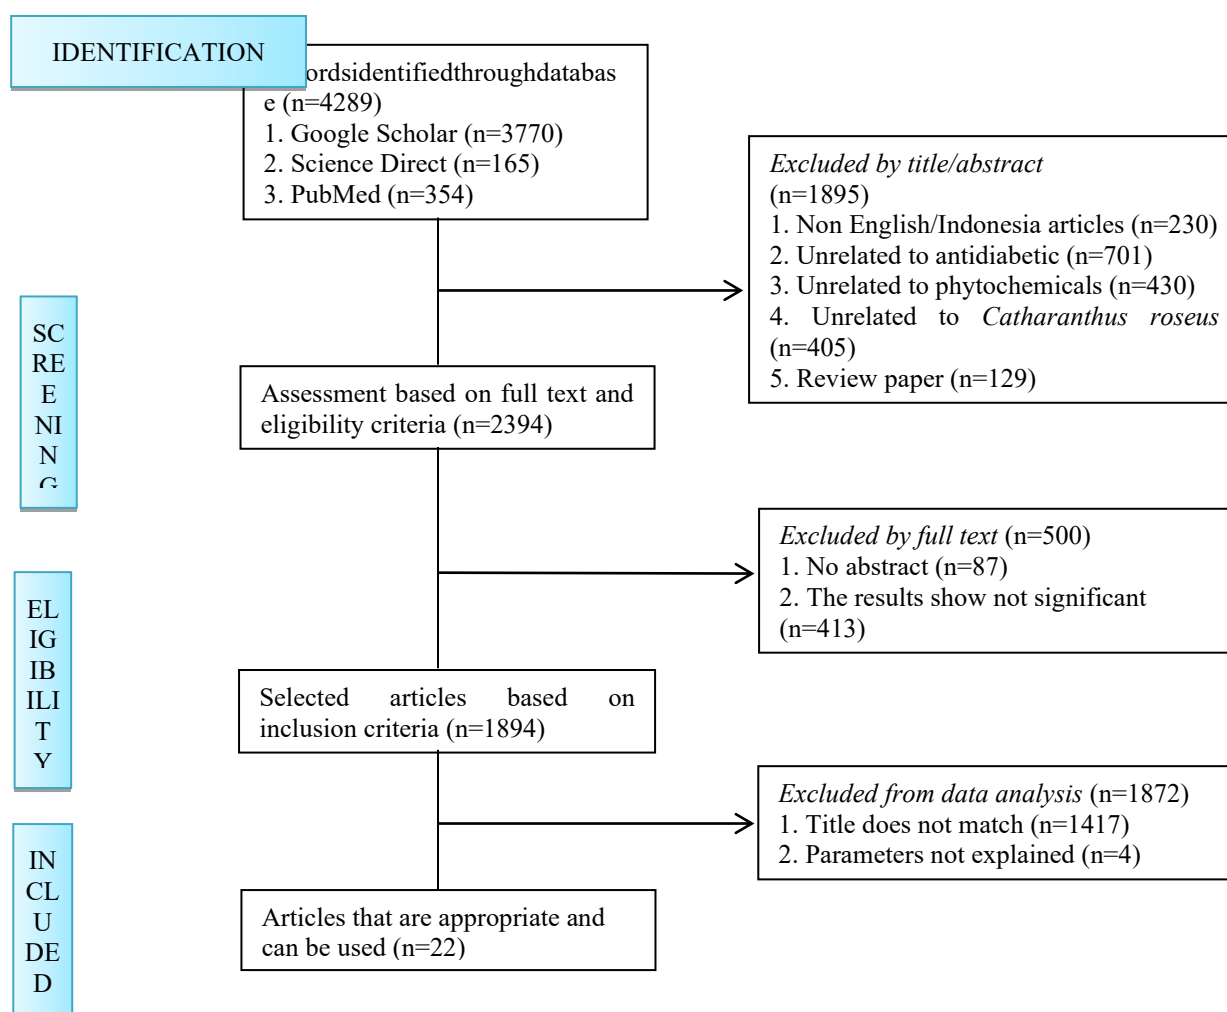 IDENTIFICATION
ordsidentifiedthroughdatabas
e (n=4289)
1. Google Scholar (n=3770)
2. Science Direct (n=165)
3. PubMed (n=354)
Excluded by title/abstract
(n=1895)
1. Non English/Indonesia articles (n=230)
2. Unrelated to antidiabetic (n=701)
3. Unrelated to phytochemicals (n=430)
4. Unrelated to Catharanthus roseus
(n=405)
5. Review paper (n=129)
SC
RE
E
NI
N
G
Assessment based on full text and
eligibility criteria (n=2394)
Excluded by full text (n=500)
1. No abstract (n=87)
2. The results show not significant
(n=413)
EL
IG
IB
ILI
T
Y
Selected articles based on
inclusion criteria (n=1894)
Excluded from data analysis (n=1872)
1. Title does not match (n=1417)
2. Parameters not explained (n=4)
IN
CL
U
DE
D
Articles that are appropriate and
can be used (n=22)